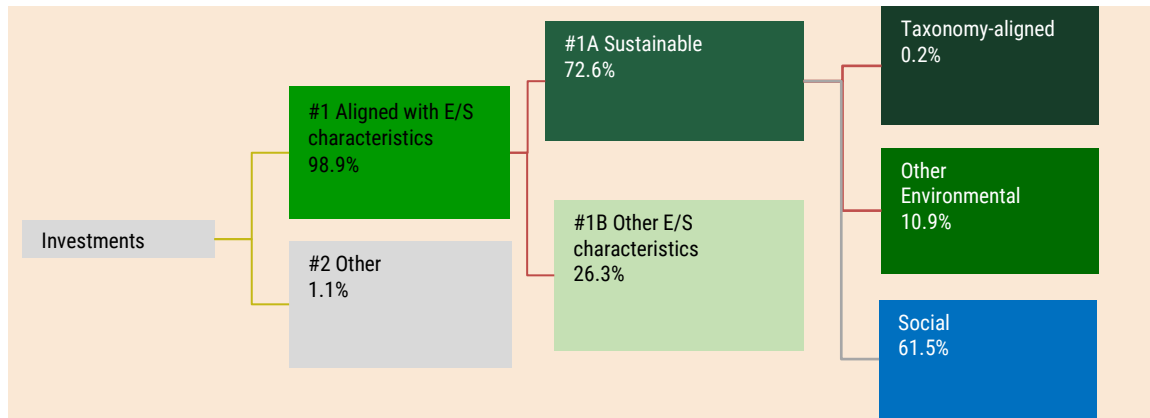 Investments
#1 Aligned with E/S
characteristics
98.9%
#2 Other
1.1%
#1A Sustainable
72.6%
#1B Other E/S
characteristics
26.3%
Taxonomy-aligned
0.2%
Other
Environmental
10.9%
Social
61.5%